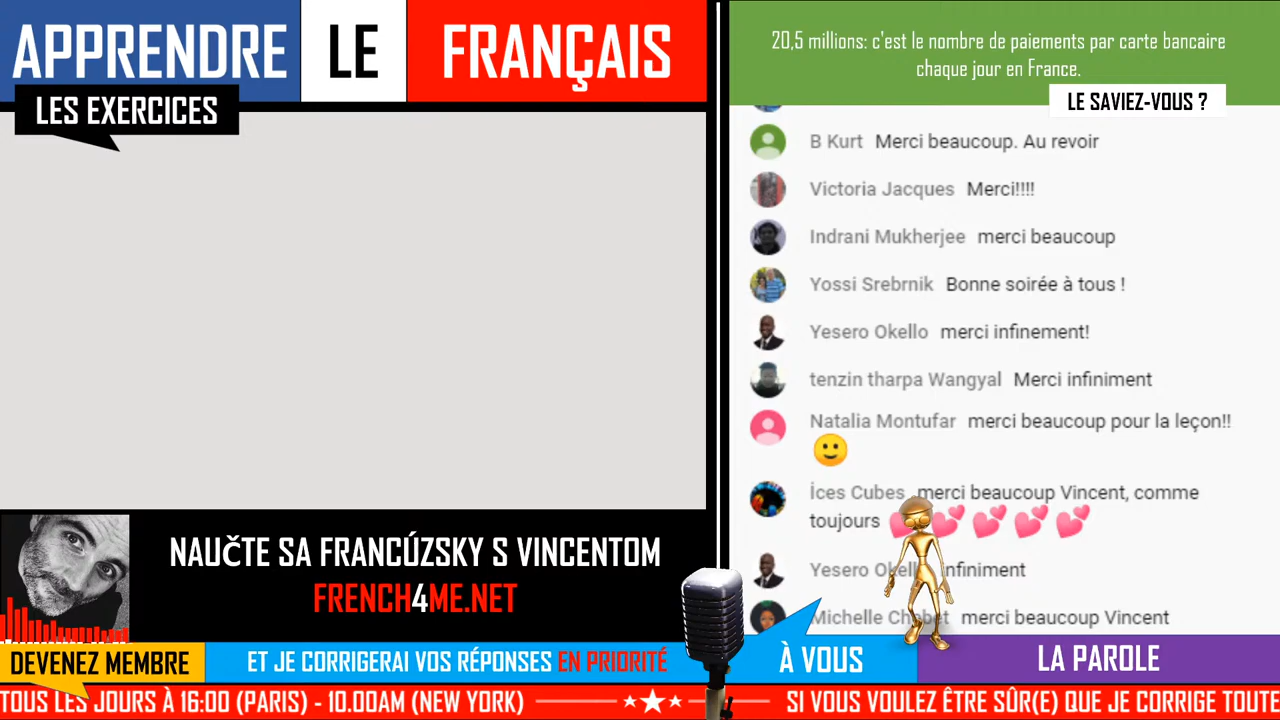 APPRENDRE LE FRANÇAIS
LES EXERCICES
20,5 millions: c'est le nombre de paiements par carte bancaire
chaque jour en France.
LE SAVIEZ-VOUS ?
B Kurt Merci beaucoup. Au revoir
Victoria Jacques Merci!!!!
Indrani Mukherjee merci beaucoup
Yossi Srebrnik Bonne soirée à tous !
Yesero Okello merci infinement!
tenzin tharpa Wangyal Merci infiniment
Natalia Montufar merci beaucoup pour la leçon!!
🙂
İces Cubes merci beaucoup Vincent, comme
toujours 💕💕💕💕💕
Yesero Okello infiniment
Michelle Chabet merci beaucoup Vincent
NAUČTE SA FRANCÚZSKY S VINCENTOM
FRENCH4ME.NET
DEVENEZ MEMBRE
ET JE CORRIGERAI VOS RÉPONSES EN PRIORITÉ
À VOUS
LA PAROLE
TOUS LES JOURS À 16:00 (PARIS) - 10.00AM (NEW YORK)
SI VOUS VOULEZ ÊTRE SÛR(E) QUE JE CORRIGE TOUTE